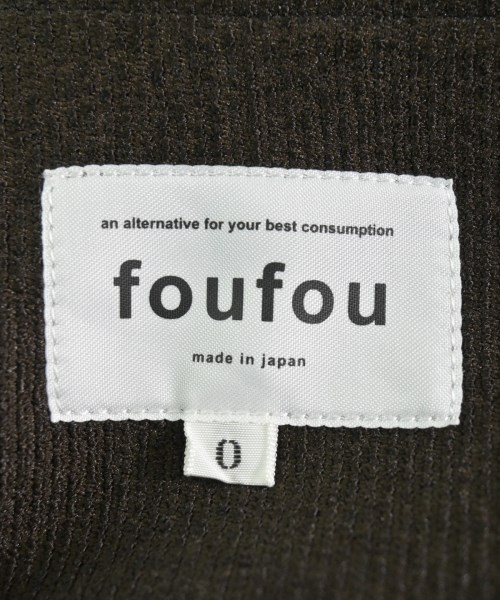 an alternative for your best consumption
foufou
made in japan
0